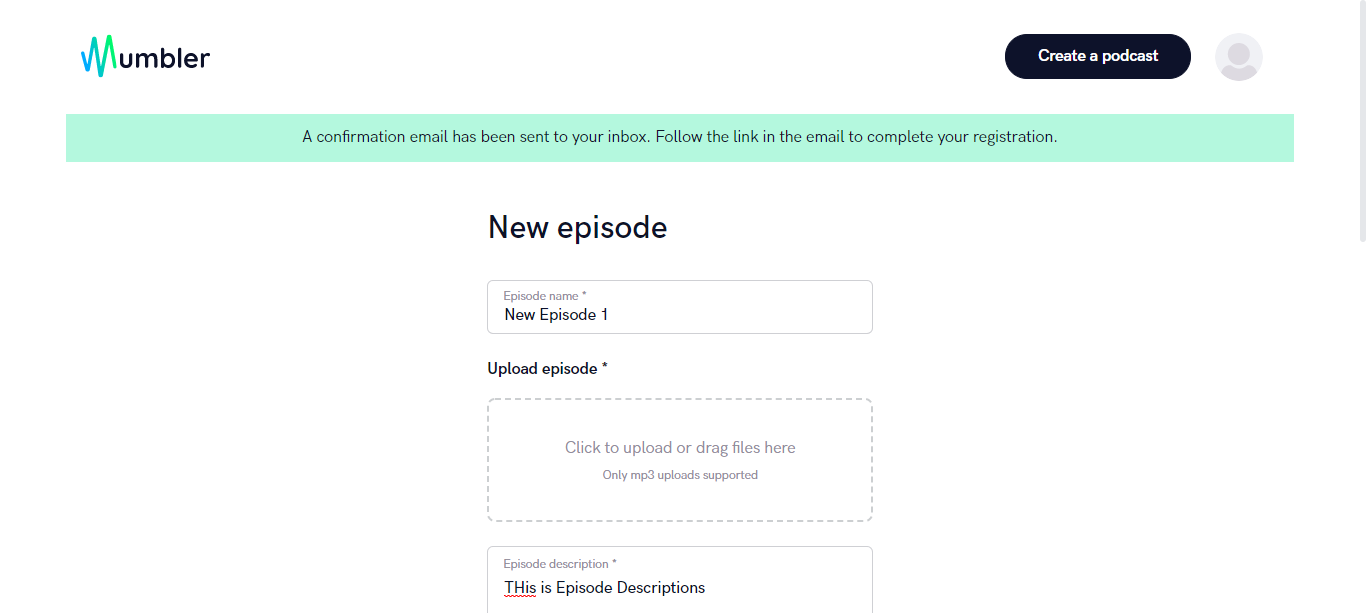 Mumbler
Create a podcast
A confirmation email has been sent to your inbox. Follow the link in the email to complete your registration.
New episode
Episode name *
New Episode 1
Upload episode *
Click to upload or drag files here
Only mp3 uploads supported
Episode description *
THis is Episode Descriptions